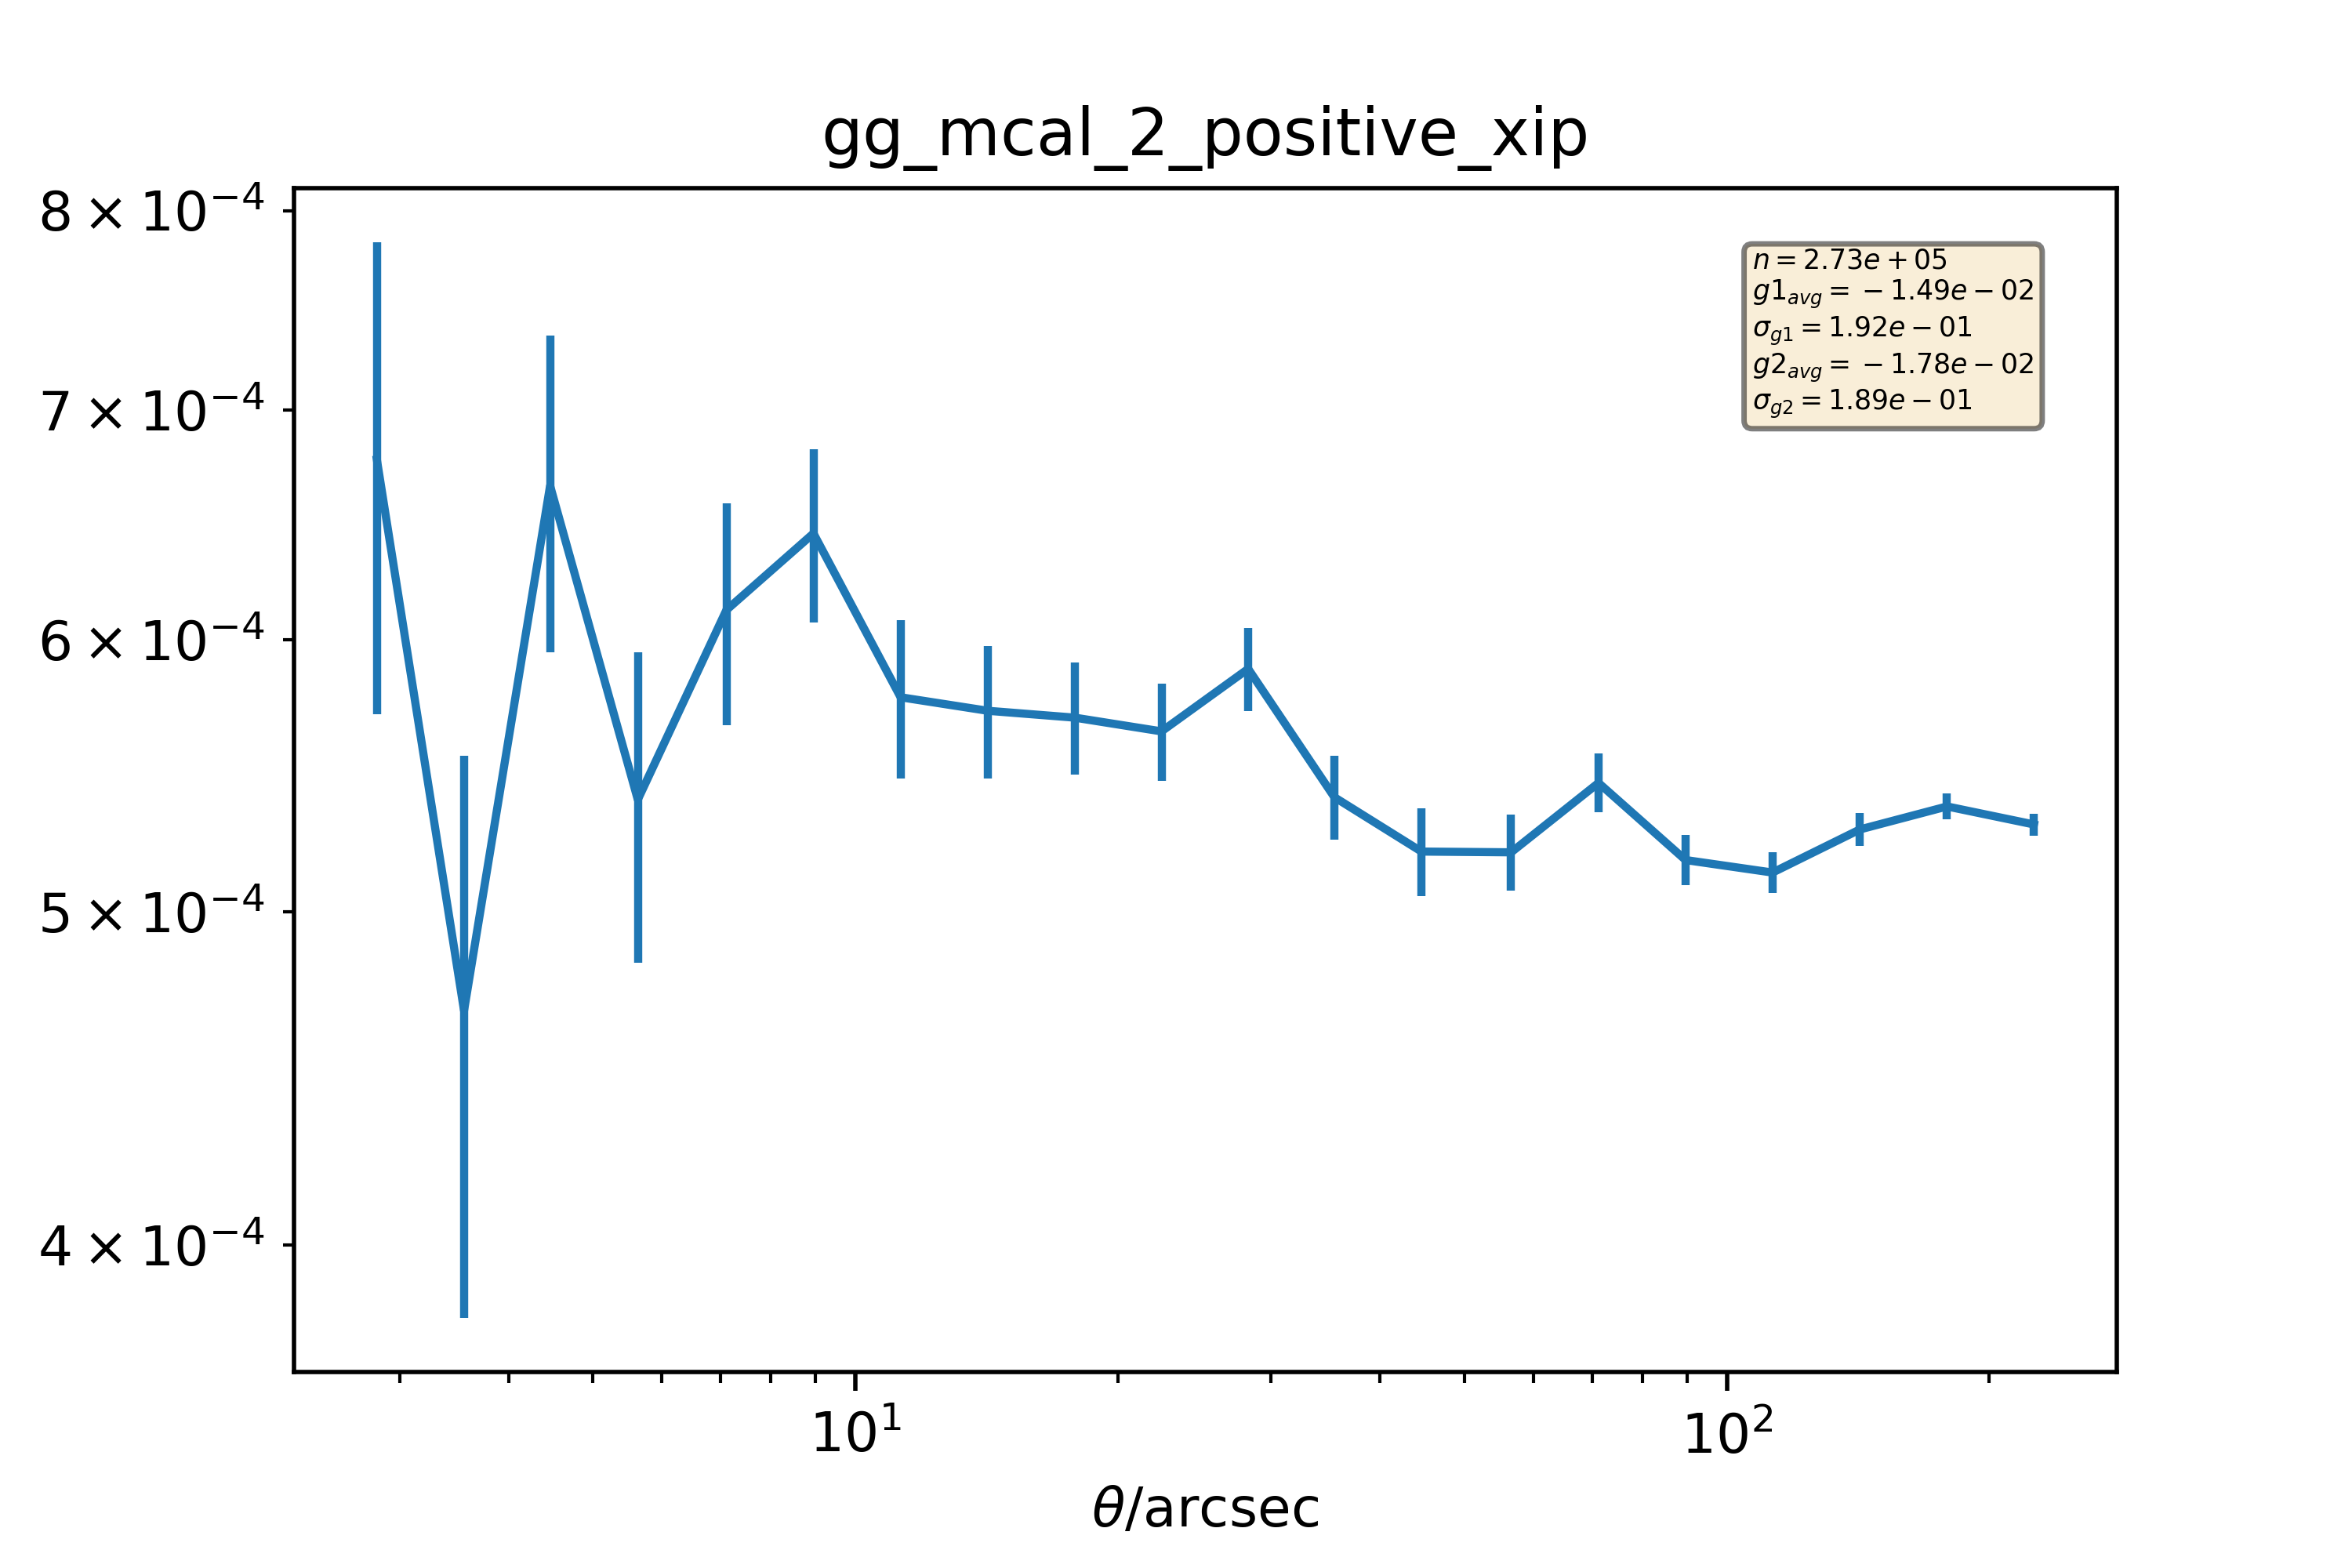 gg_mcal_2_positive_xip
8 × 10⁻⁴
7 × 10⁻⁴
6 × 10⁻⁴
5 × 10⁻⁴
4 × 10⁻⁴
n = 2.73e + 05
g1avg = − 1.49e − 02
σg1 = 1.92e − 01
g2avg = − 1.78e − 02
σg2 = 1.89e − 01
10¹ 10²
θ/arcsec